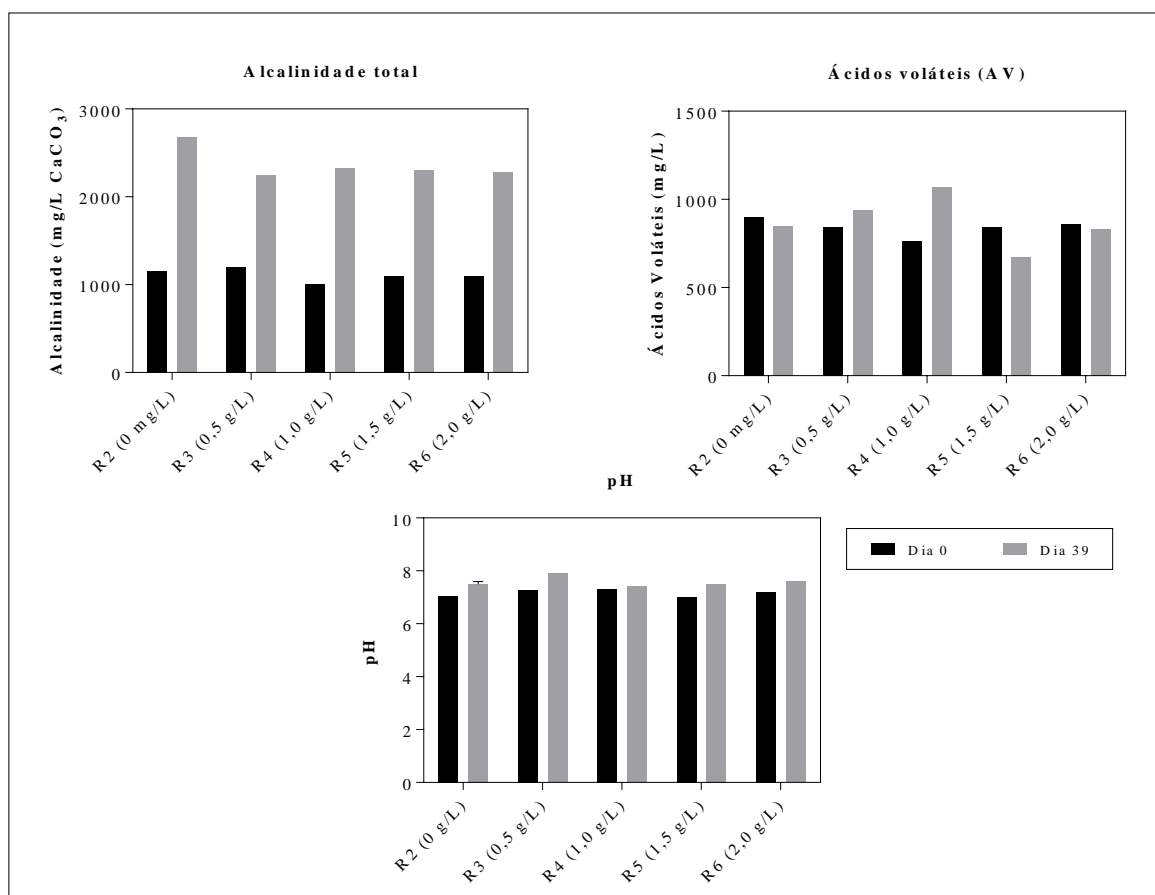 Alcalinidade total
Alcalinidade (mg/L CaCO3)
3000
2000
1000
0
R2 (0 mg/L)
R3 (0,5 g/L)
R4 (1,0 g/L)
R5 (1,5 g/L)
R6 (2,0 g/L)
Ácidos voláteis (AV)
Ácidos Voláteis (mg/L)
1500
1000
500
0
R2 (0 mg/L)
R3 (0,5 g/L)
R4 (1,0 g/L)
R5 (1,5 g/L)
R6 (2,0 g/L)
pH
pH
10
8
6
4
2
0
R2 (0 g/L)
R3 (0,5 g/L)
R4 (1,0 g/L)
R5 (1,5 g/L)
R6 (2,0 g/L)
Dia 0 Dia 39